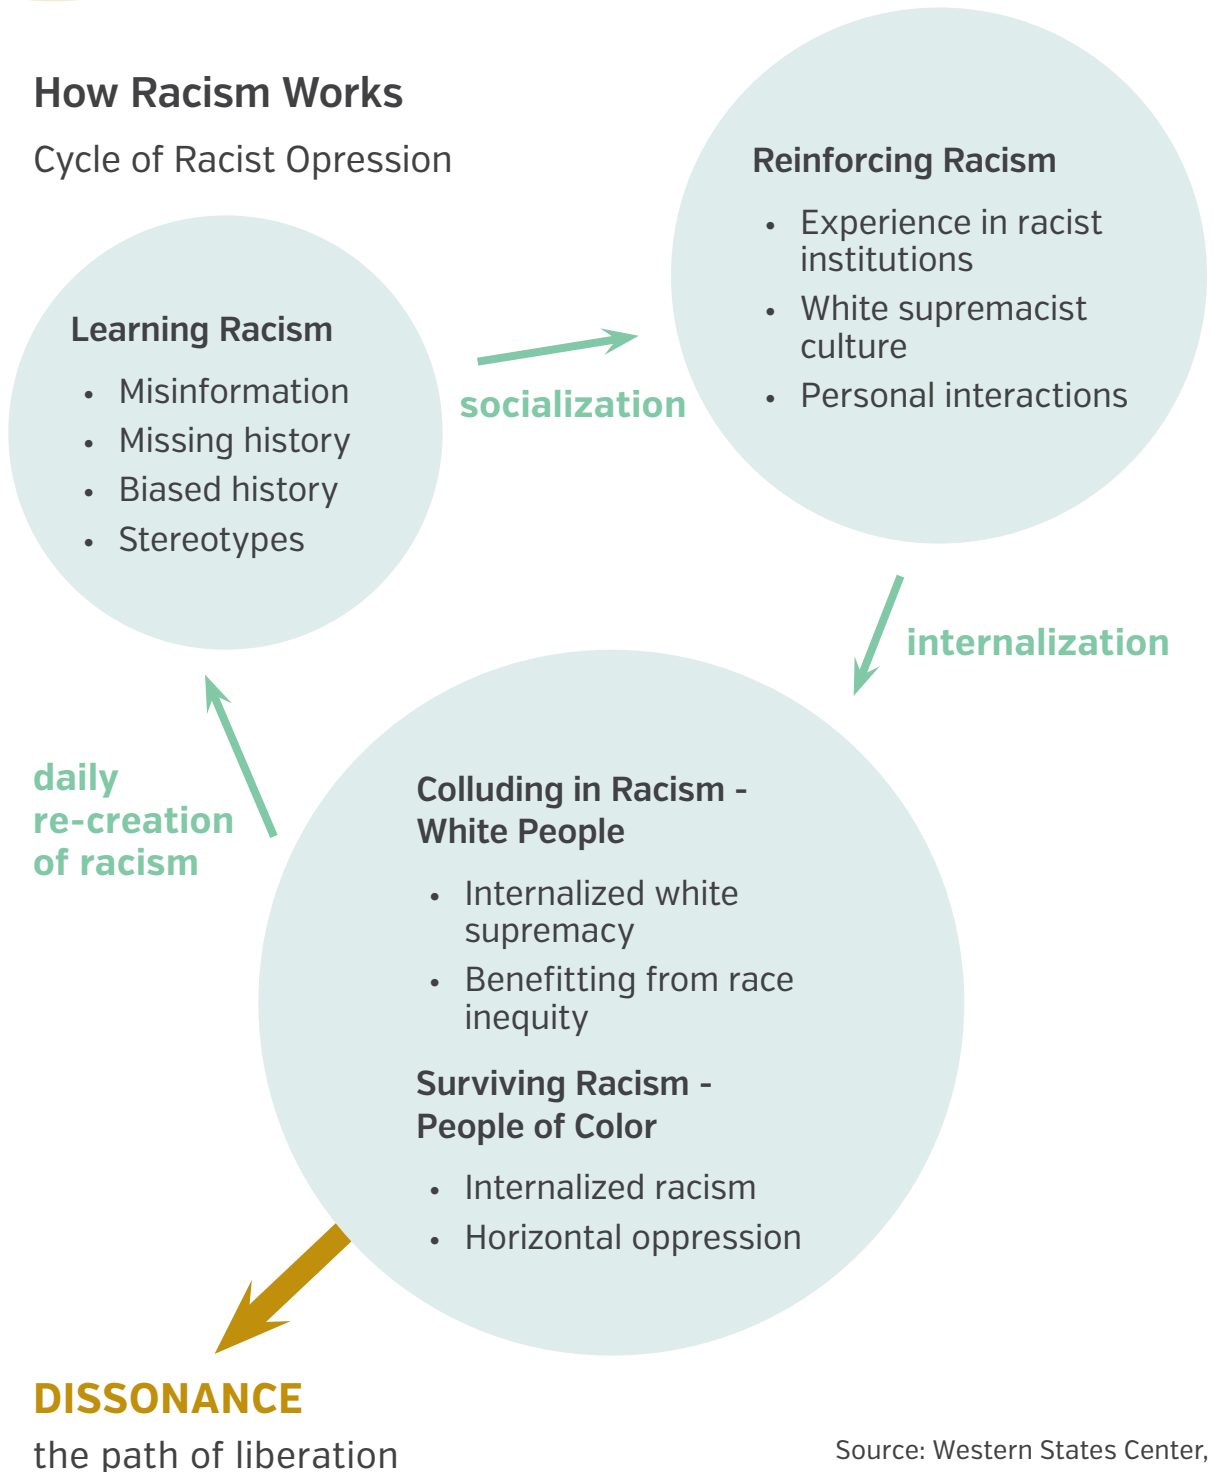 How Racism Works
Cycle of Racist Opression
Learning Racism
• Misinformation
• Missing history
• Biased history
• Stereotypes
socialization
Reinforcing Racism
• Experience in racist
institutions
• White supremacist
culture
• Personal interactions
internalization
Colluding in Racism -
White People
• Internalized white
supremacy
• Benefitting from race
inequity
Surviving Racism -
People of Color
• Internalized racism
• Horizontal oppression
daily
re-creation
of racism
DISSONANCE
the path of liberation
Source: Western States Center,